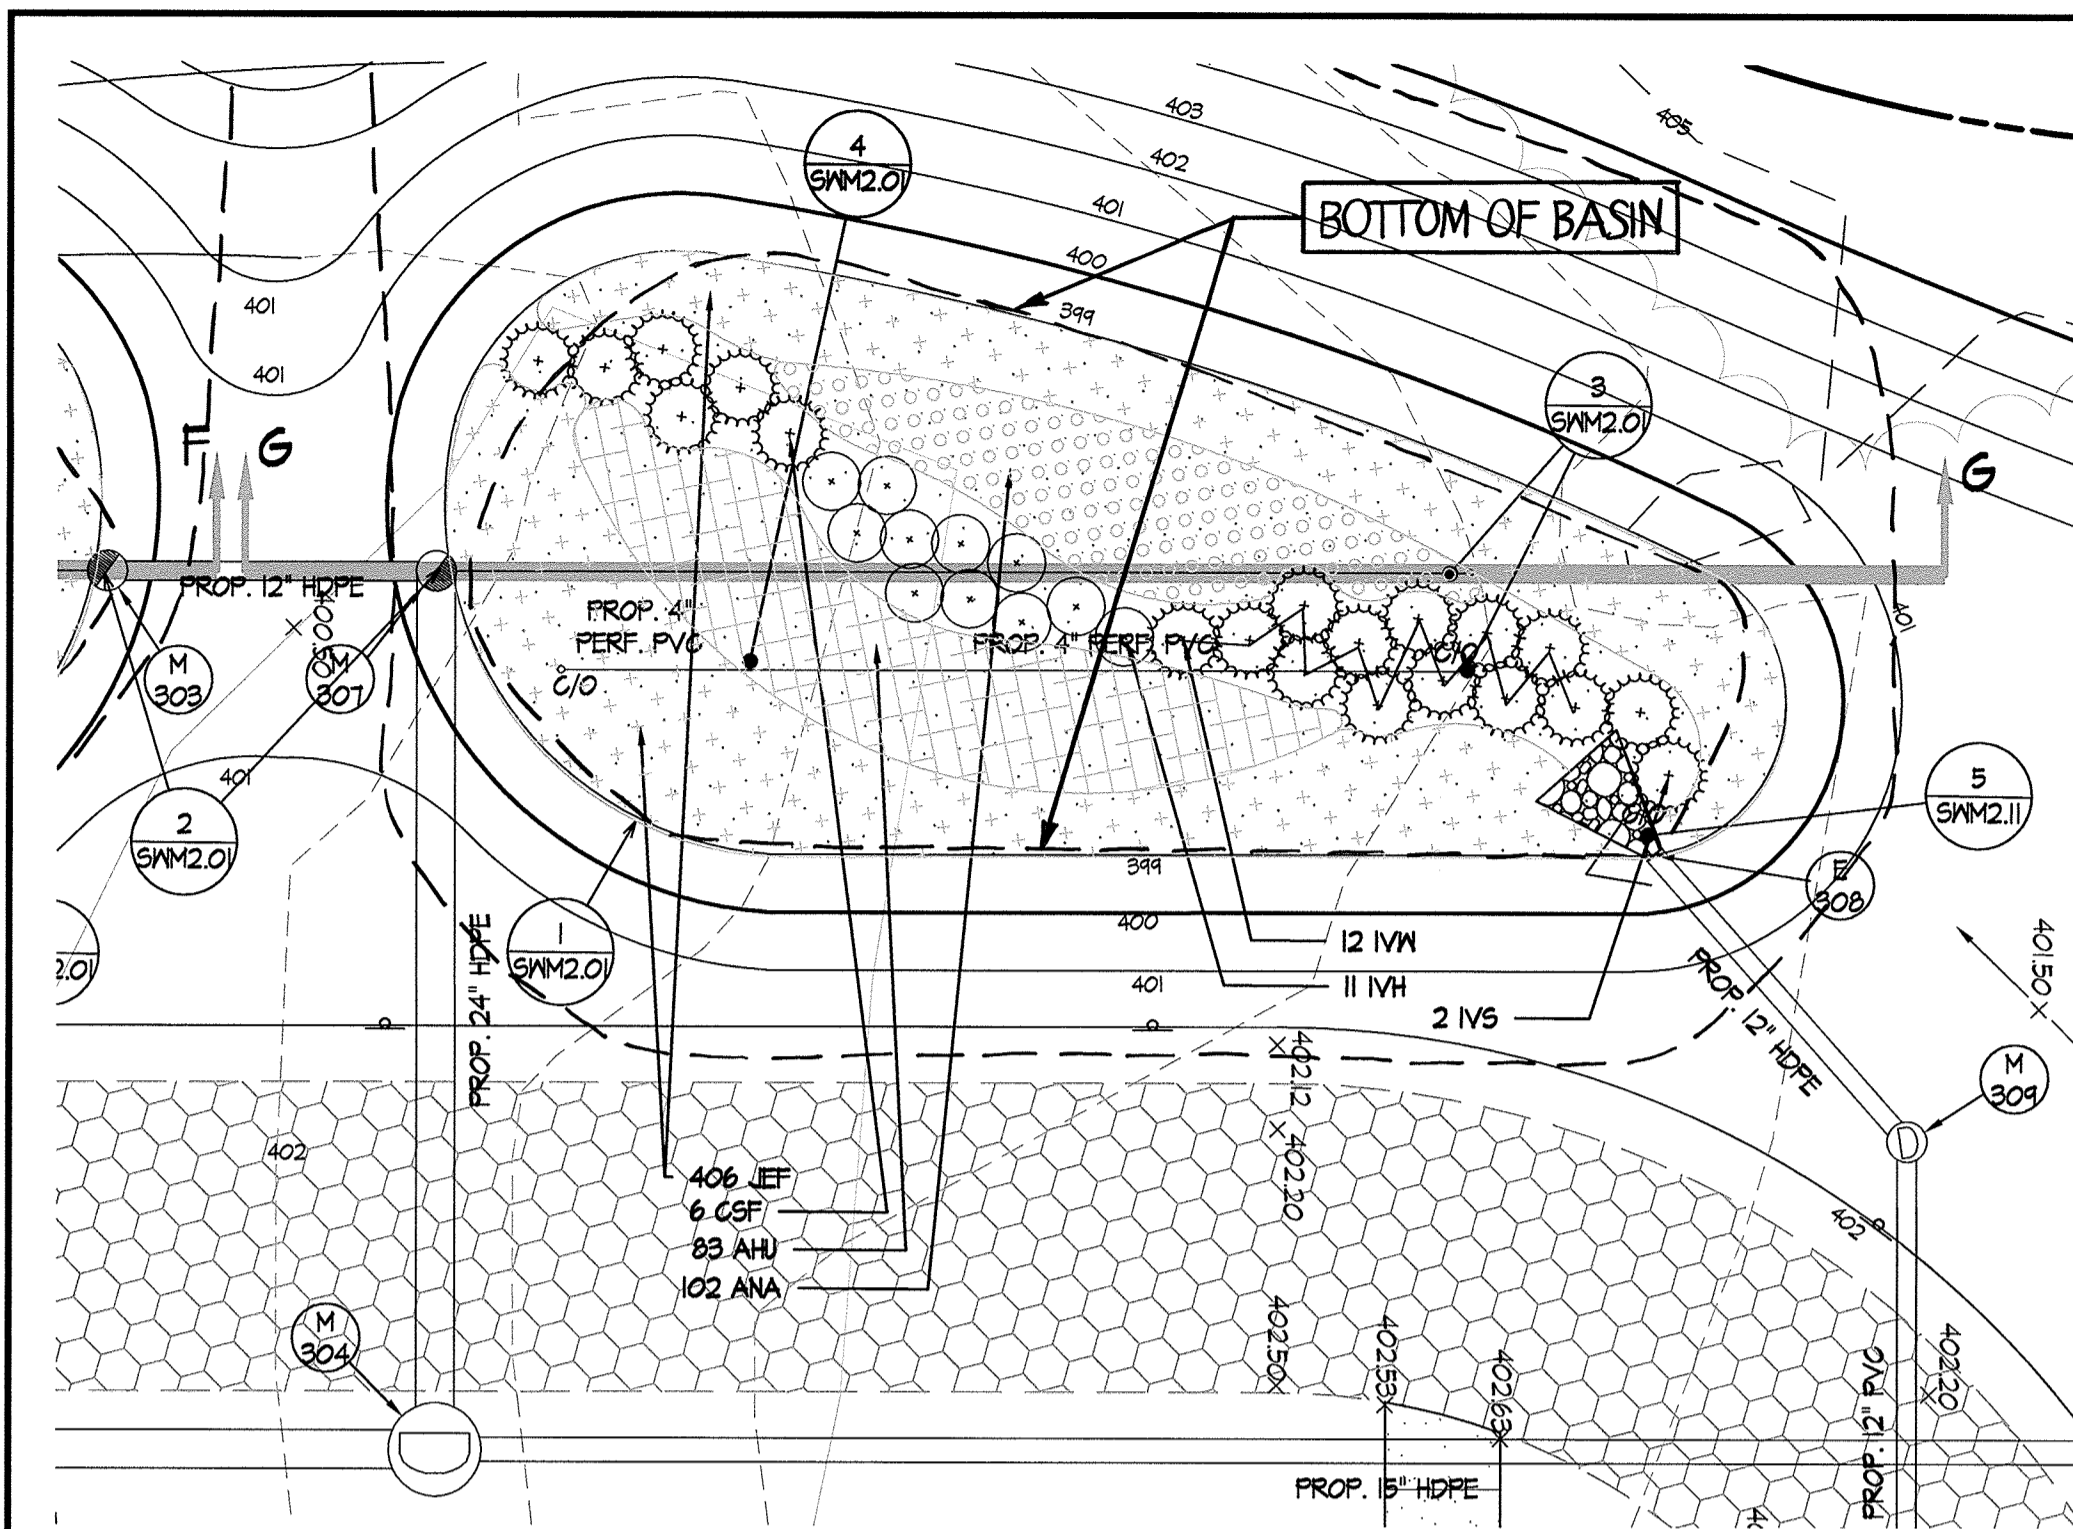 403
405
4
SWM2.01
402
401
BOTTOM OF BASIN
400
399
401
401
3
SWM2.01
F
G
G
PROP. 12" HDPE
400.50
PROP. 4"
PERF. PVC
PROP. 4" PERF. PVC
C/O
C/O
401
M
303
M
307
401
2
SWM2.01
5
SWM2.11
C/O
E
308
399
400
401
1
SWM2.01
2.01
PROP. 24" HDPE
12 IVW
11 IVH
2 IVS
PROP. 12" HDPE
401.50
M
309
402.12
402.20
402
402
406 JEF
6 CSF
83 AHU
102 ANA
M
304
D
402.50
402.53
402.63
402.20
PROP. 15" HDPE
PROP. 12" PVC